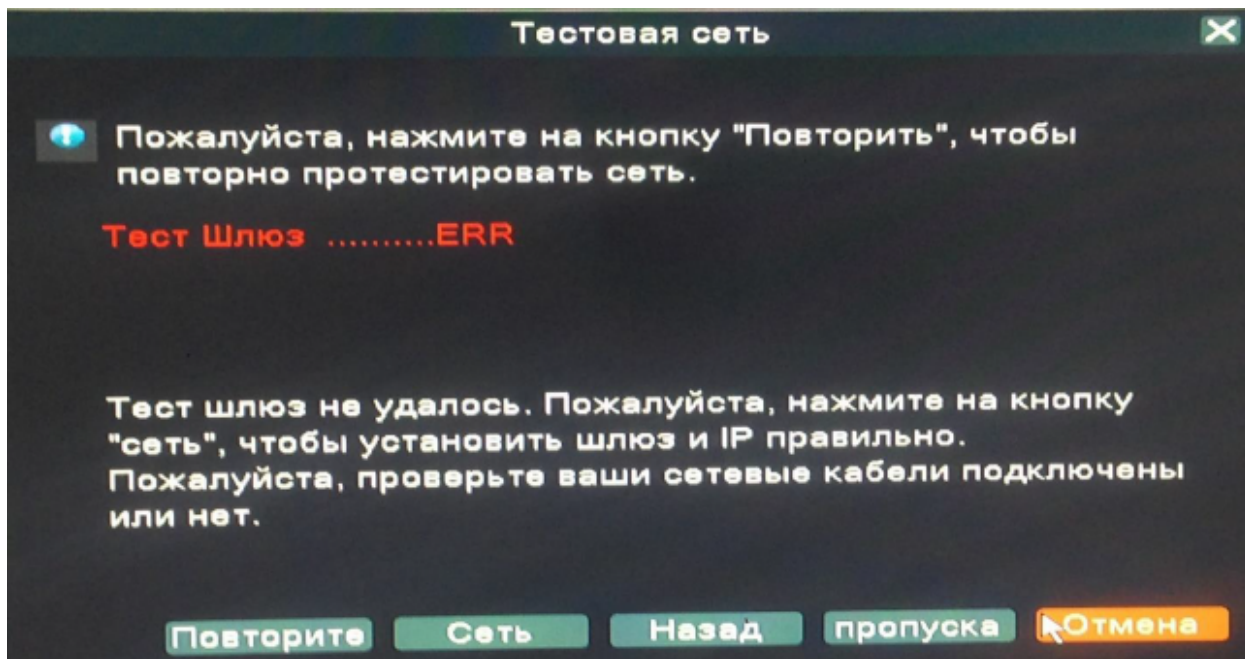 Тестовая сеть
Пожалуйста, нажмите на кнопку "Повторить", чтобы
повторно протестировать сеть.
Тест Шлюз ..........ERR
Тест шлюз не удалось. Пожалуйста, нажмите на кнопку
"сеть", чтобы установить шлюз и IP правильно.
Пожалуйста, проверьте ваши сетевые кабели подключены
или нет.
Повторите Сеть Назад пропуска Отмена